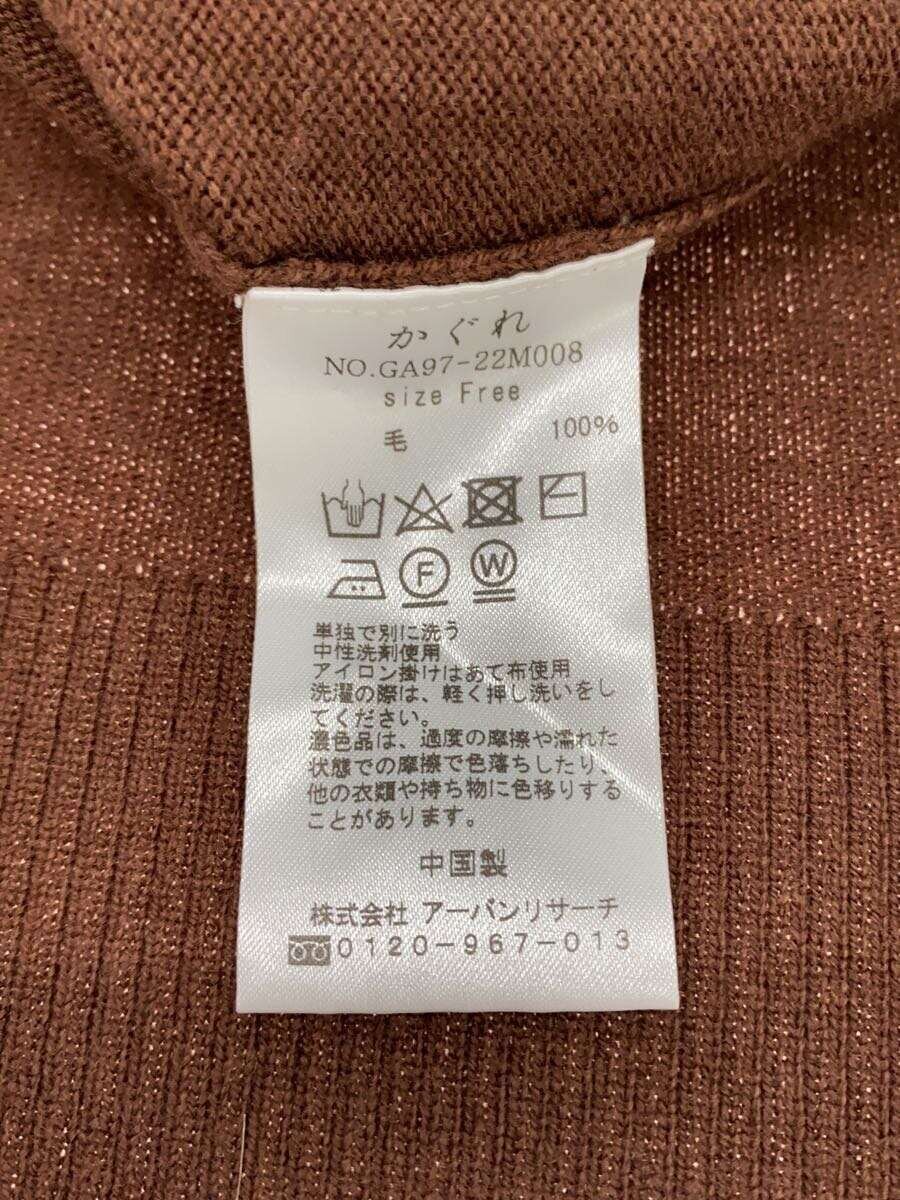 かぐれ
NO.GA97-22M008
size Free
毛 100%
F W
単独で別に洗う
中性洗剤使用
アイロン掛けはあて布使用
洗濯の際は、軽く押し洗いをし
てください。
濃色品は、過度の摩擦や濡れた
状態での摩擦で色落ちしたり、
他の衣類や持ち物に色移りする
ことがあります。
中国製
株式会社 アーバンリサーチ
0120-967-013